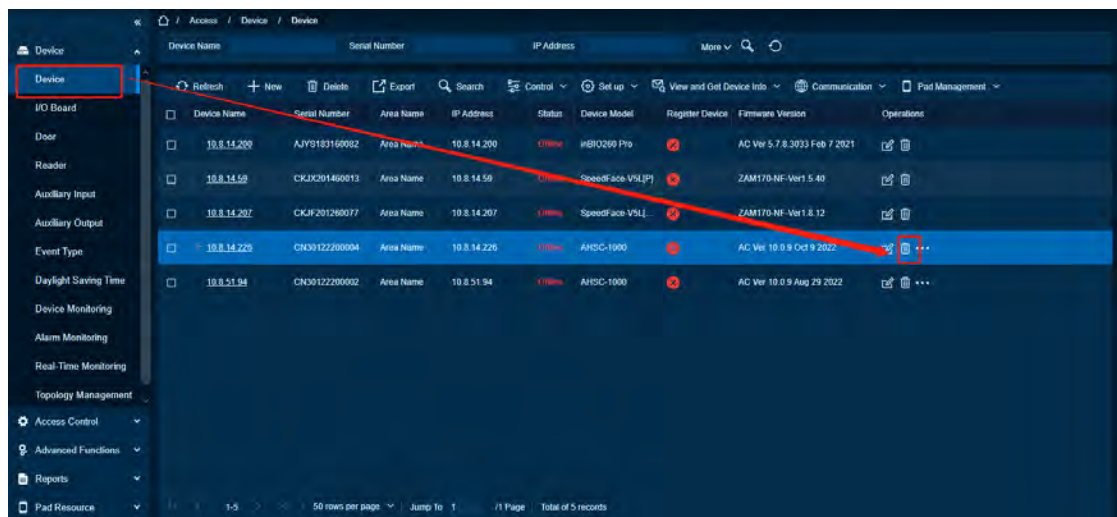 / Access / Device / Device
Device
Device Name Serial Number IP Address More
Device
Refresh New Delete Export Search Control Set up View and Get Device Info Communication Pad Management
I/O Board
Device Name Serial Number Area Name IP Address Status Device Model Register Device Firmware Version Operations
Door
10.8.14.200 AJYS183160082 Area Name 10.8.14.200 Offline inBIO260 Pro AC Ver 5.7.8.3033 Feb 7 2021
Reader
10.8.14.59 CKJX201460013 Area Name 10.8.14.59 Offline SpeedFace-V5L[P] ZAM170-NF-Ver1.5.40
Auxiliary Input
10.8.14.207 CKJF201260077 Area Name 10.8.14.207 Offline SpeedFace-V5L[... ZAM170-NF-Ver1.8.12
Auxiliary Output
Event Type
10.8.14.226 CN30122200004 Area Name 10.8.14.226 Offline AHSC-1000 AC Ver 10.0.9 Oct 9 2022 •••
Daylight Saving Time
10.8.51.94 CN30122200002 Area Name 10.8.51.94 Offline AHSC-1000 AC Ver 10.0.9 Aug 29 2022 •••
Device Monitoring
Alarm Monitoring
Real-Time Monitoring
Topology Management
Access Control
Advanced Functions
Reports
Pad Resource
1-5 50 rows per page Jump To 1 /1 Page Total of 5 records